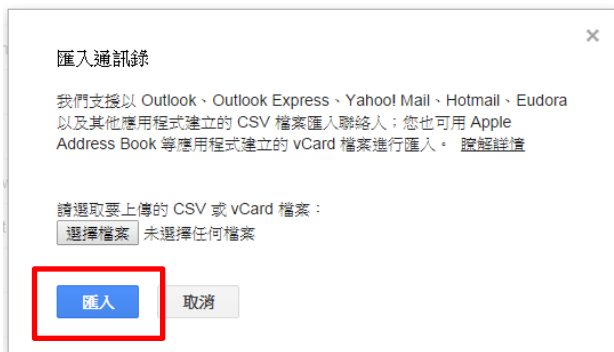 匯入通訊錄
我們支援以 Outlook、Outlook Express、Yahoo! Mail、Hotmail、Eudora
以及其他應用程式建立的 CSV 檔案匯入聯絡人；您也可用 Apple
Address Book 等應用程式建立的 vCard 檔案進行匯入。 瞭解詳情
請選取要上傳的 CSV 或 vCard 檔案：
選擇檔案 未選擇任何檔案
匯入 取消